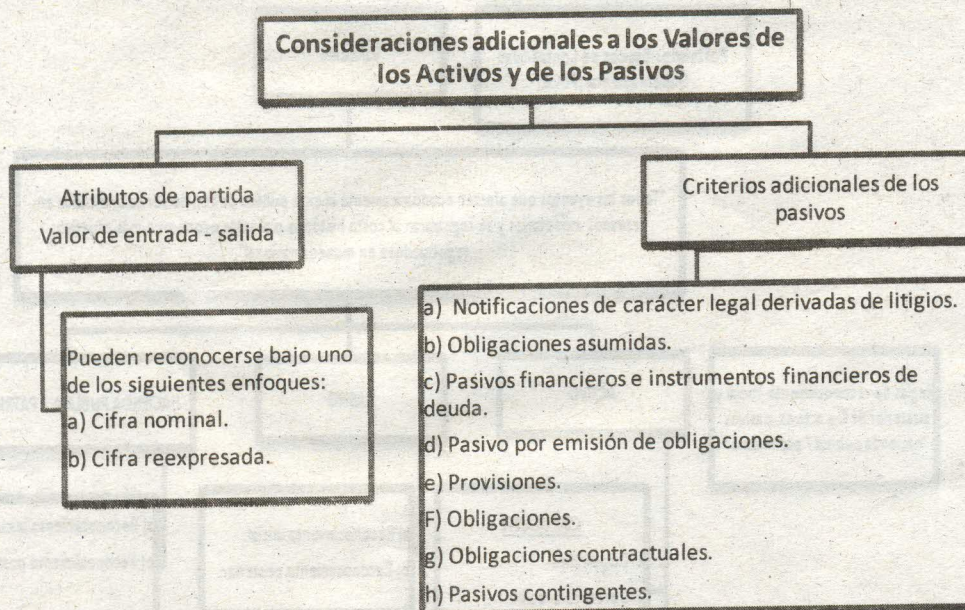 Consideraciones adicionales a los Valores de
los Activos y de los Pasivos
Atributos de partida
Valor de entrada - salida
Pueden reconocerse bajo uno
de los siguientes enfoques:
a) Cifra nominal.
b) Cifra reexpresada.
Criterios adicionales de los
pasivos
a) Notificaciones de carácter legal derivadas de litigios.
b) Obligaciones asumidas.
c) Pasivos financieros e instrumentos financieros de
deuda.
d) Pasivo por emisión de obligaciones.
e) Provisiones.
F) Obligaciones.
g) Obligaciones contractuales.
h) Pasivos contingentes.